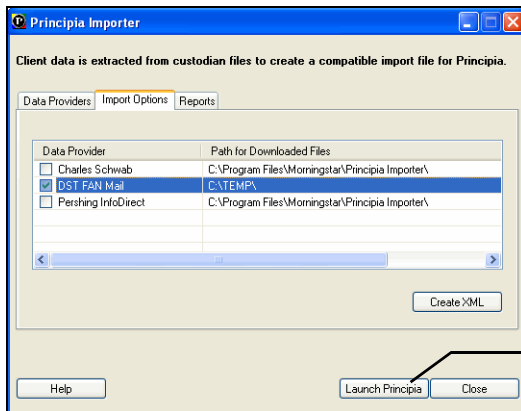 Principia Importer
Client data is extracted from custodian files to create a compatible import file for Principia.
Data Providers Import Options Reports
Data Provider Path for Downloaded Files
Charles Schwab C:\Program Files\Morningstar\Principia Importer\
DST FAN Mail C:\TEMP\
Pershing InfoDirect C:\Program Files\Morningstar\Principia Importer\
Create XML
Help Launch Principia Close